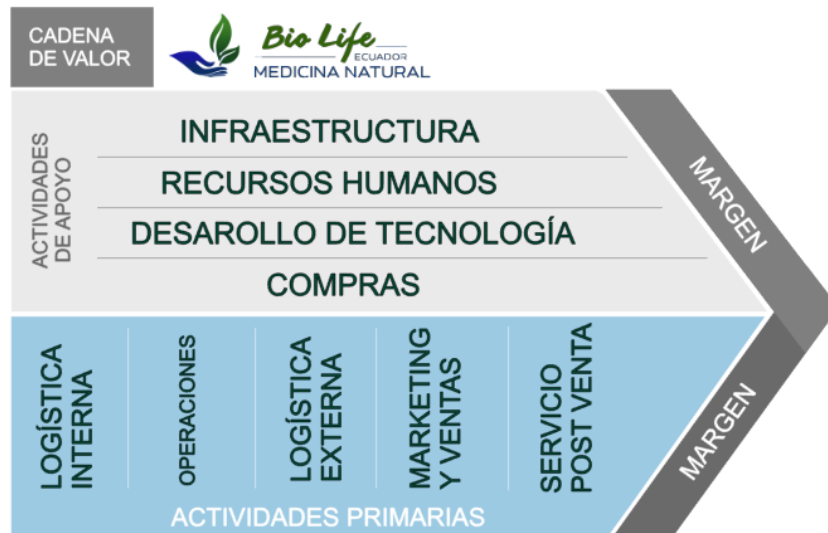 CADENA
DE VALOR
Bio Life
ECUADOR
MEDICINA NATURAL
ACTIVIDADES
DE APOYO
INFRAESTRUCTURA
RECURSOS HUMANOS
DESAROLLO DE TECNOLOGÍA
COMPRAS
MARGEN
LOGÍSTICA
INTERNA
OPERACIONES
LOGÍSTICA
EXTERNA
MARKETING
Y VENTAS
SERVICIO
POST VENTA
MARGEN
ACTIVIDADES PRIMARIAS